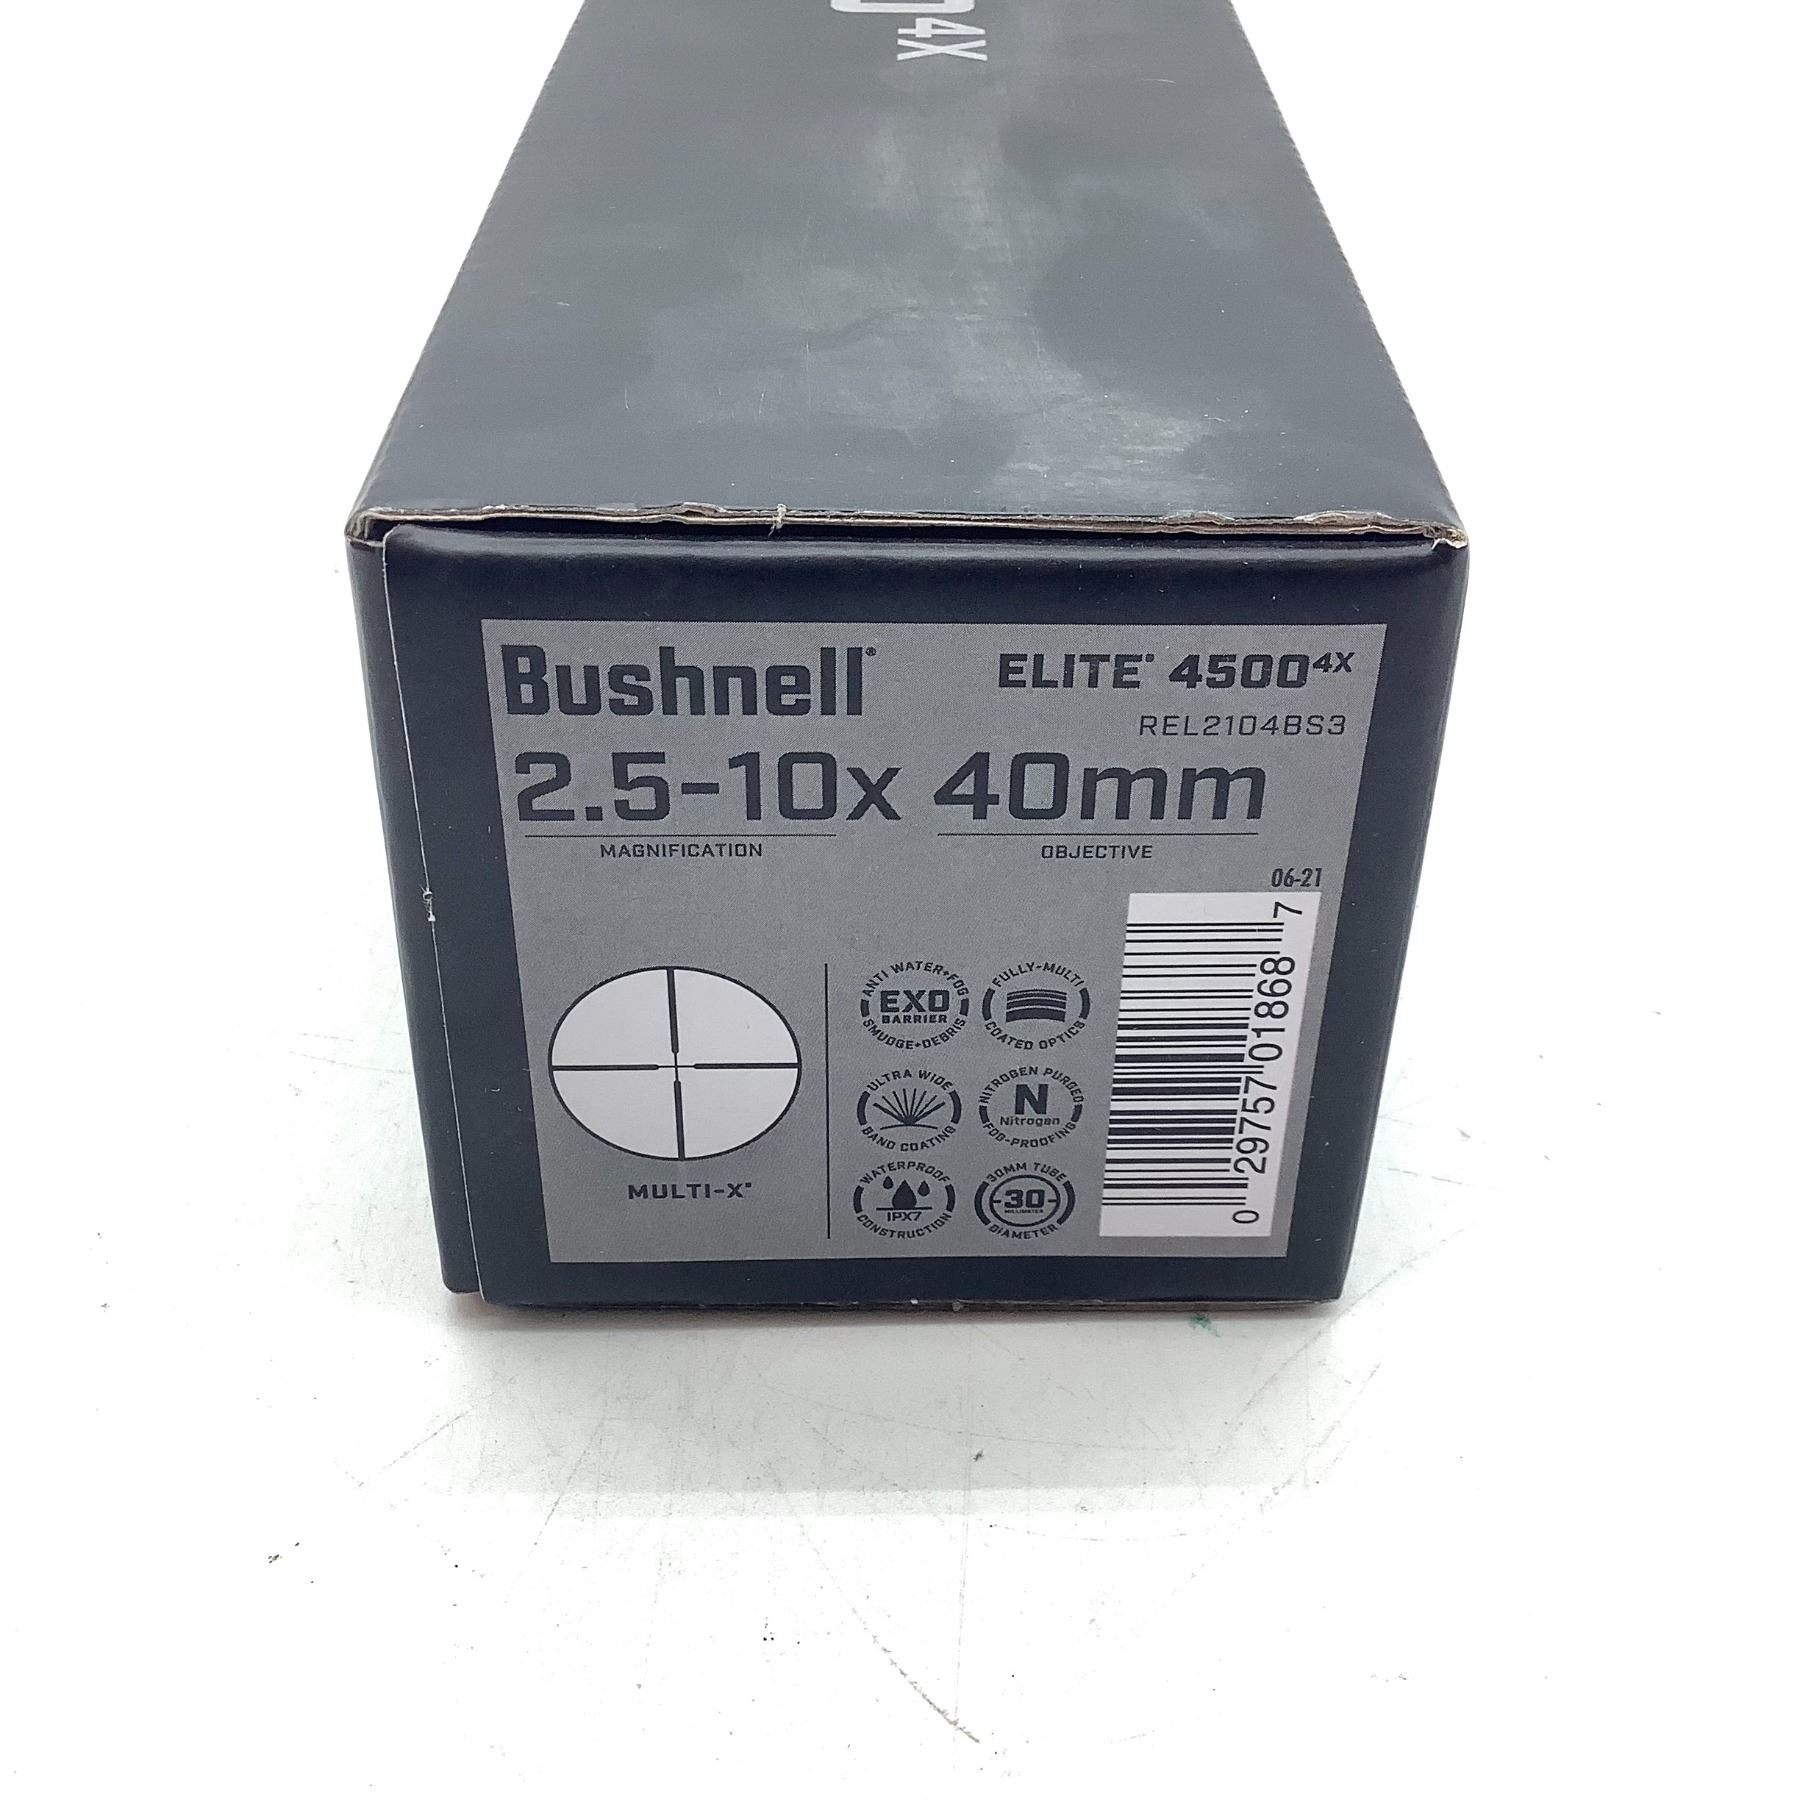 4X
Bushnell®
ELITE® 4500 4X
REL2104BS3
2.5-10x 40mm
MAGNIFICATION
OBJECTIVE
06-21
MULTI-X®
ANTI WATER+FOG
EXO
BARRIER
SMUDGE+DEBRIS
FULLY-MULTI
COATED OPTICS
ULTRA WIDE
BAND COATING
NITROGEN PURGED
N
Nitrogen
FOG-PROOFING
WATERPROOF
IPX7
CONSTRUCTION
30MM TUBE
30
MILLIMETER
DIAMETER
0 29757 01868 7